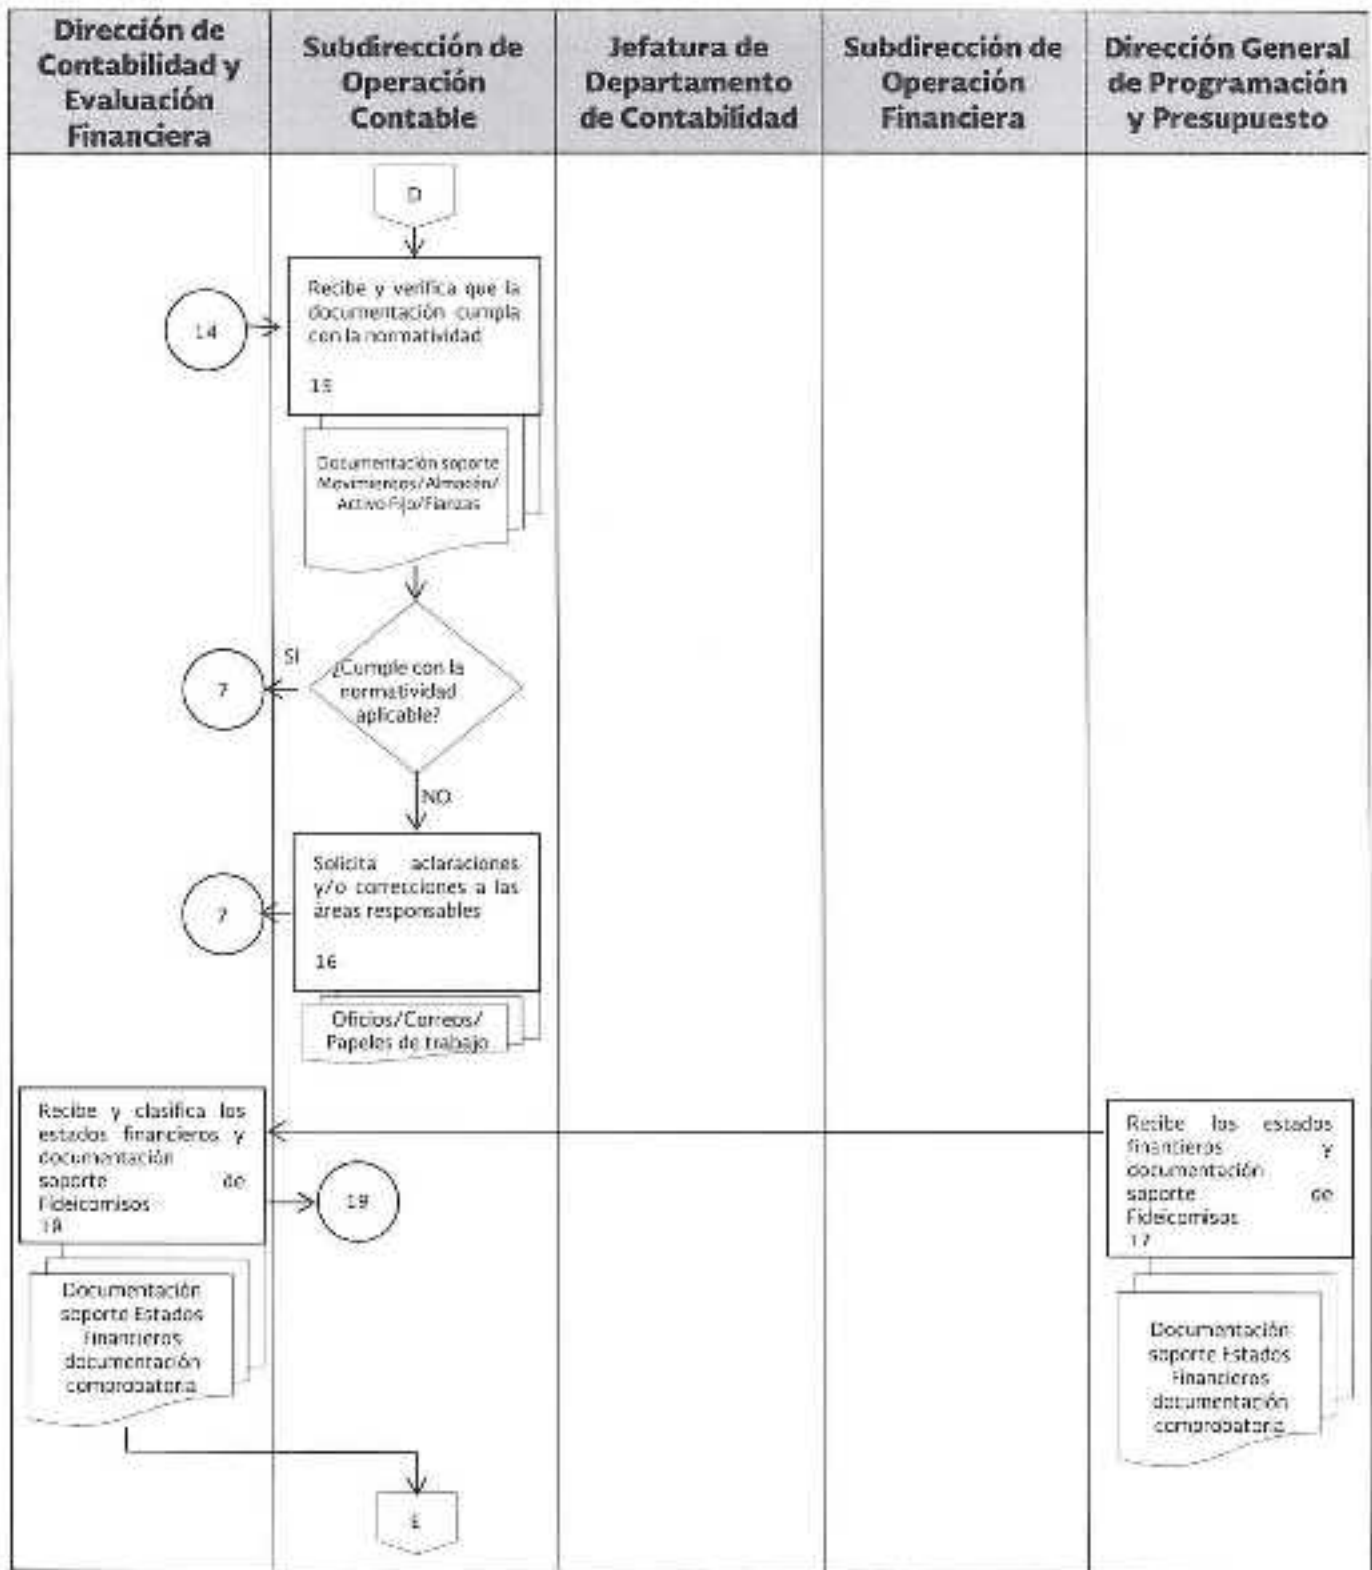 Dirección de
Contabilidad y
Evaluación
Financiera
Subdirección de
Operación
Contable
Jefatura de
Departamento
de Contabilidad
Subdirección de
Operación
Financiera
Dirección General
de Programación
y Presupuesto
D
14
Recibe y verifica que la
documentación cumpla
con la normatividad
15
Documentación soporte
Movimientos/Almacén/
Activo Fijo/Fianzas
SÍ
7
¿Cumple con la
normatividad
aplicable?
NO
7
Solicita aclaraciones
y/o correcciones a las
áreas responsables
16
Oficios/Correos/
Papeles de trabajo
Recibe y clasifica los
estados financieros y
documentación
soporte de
Fideicomisos
18
19
Documentación
soporte Estados
Financieros
documentación
comprobatoria
Recibe los estados
financieros y
documentación
soporte de
Fideicomisos
17
Documentación
soporte Estados
Financieros
documentación
comprobatoria
E